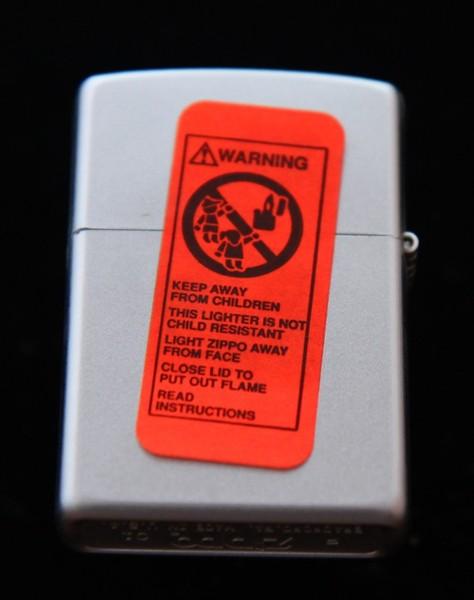 WARNING
KEEP AWAY
FROM CHILDREN
THIS LIGHTER IS NOT
CHILD RESISTANT
LIGHT ZIPPO AWAY
FROM FACE
CLOSE LID TO
PUT OUT FLAME
READ
INSTRUCTIONS